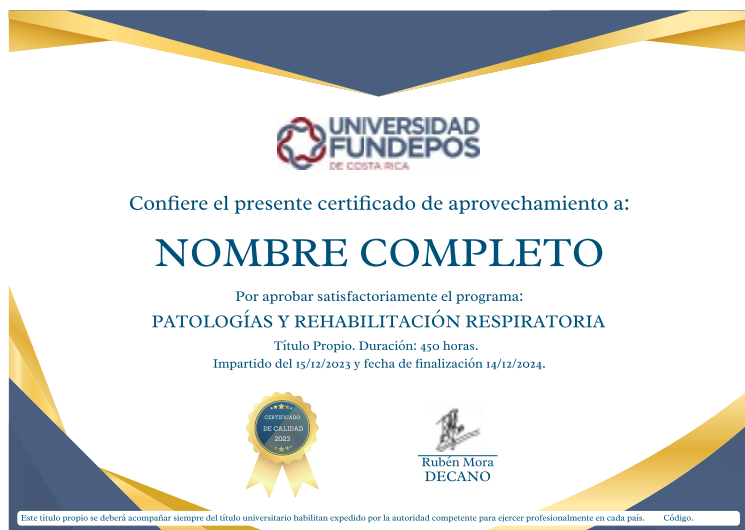 UNIVERSIDAD
FUNDEPOS
DE COSTA RICA
Confiere el presente certificado de aprovechamiento a:
NOMBRE COMPLETO
Por aprobar satisfactoriamente el programa:
PATOLOGÍAS Y REHABILITACIÓN RESPIRATORIA
Título Propio. Duración: 450 horas.
Impartido del 15/12/2023 y fecha de finalización 14/12/2024.
CERTIFICADO
DE CALIDAD
2023
Rubén Mora
DECANO
Este título propio se deberá acompañar siempre del título universitario habilitan expedido por la autoridad competente para ejercer profesionalmente en cada país. Código.